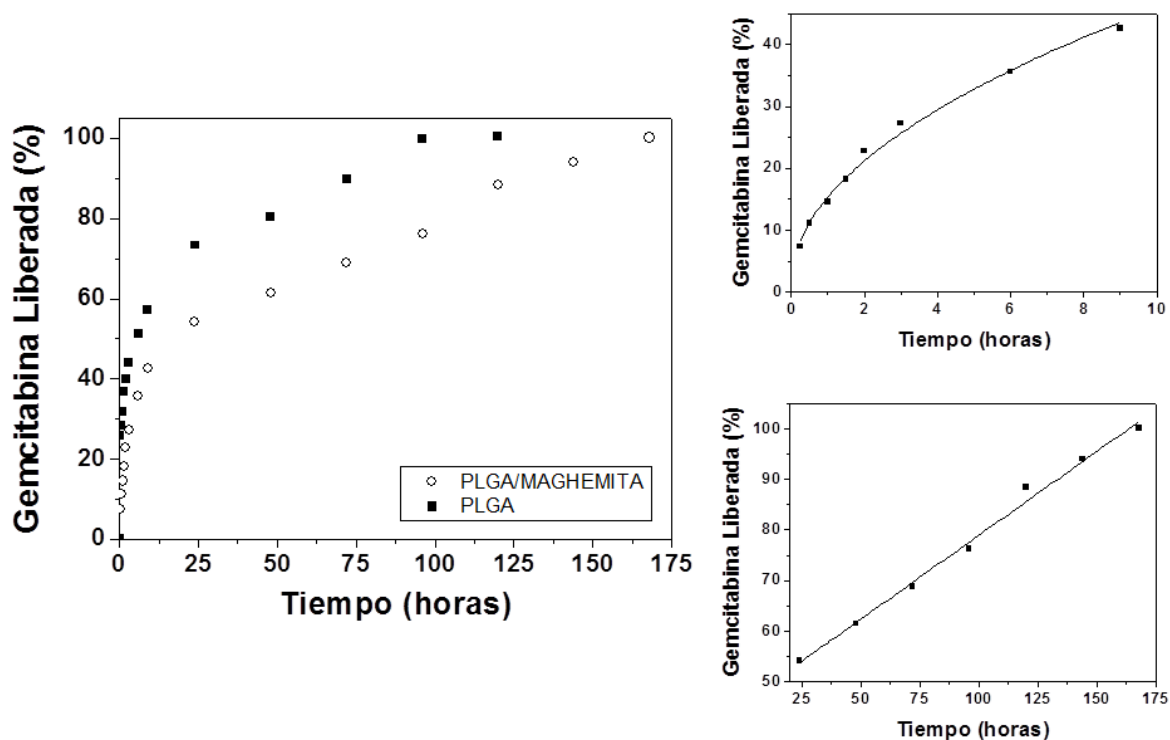 Gemcitabina Liberada (%)
100
80
60
40
20
0
PLGA/MAGHEMITA
PLGA
0 25 50 75 100 125 150 175
Tiempo (horas)
Gemcitabina Liberada (%)
40
30
20
10
0
0 2 4 6 8 10
Tiempo (horas)
Gemcitabina Liberada (%)
100
90
80
70
60
50
25 50 75 100 125 150 175
Tiempo (horas)